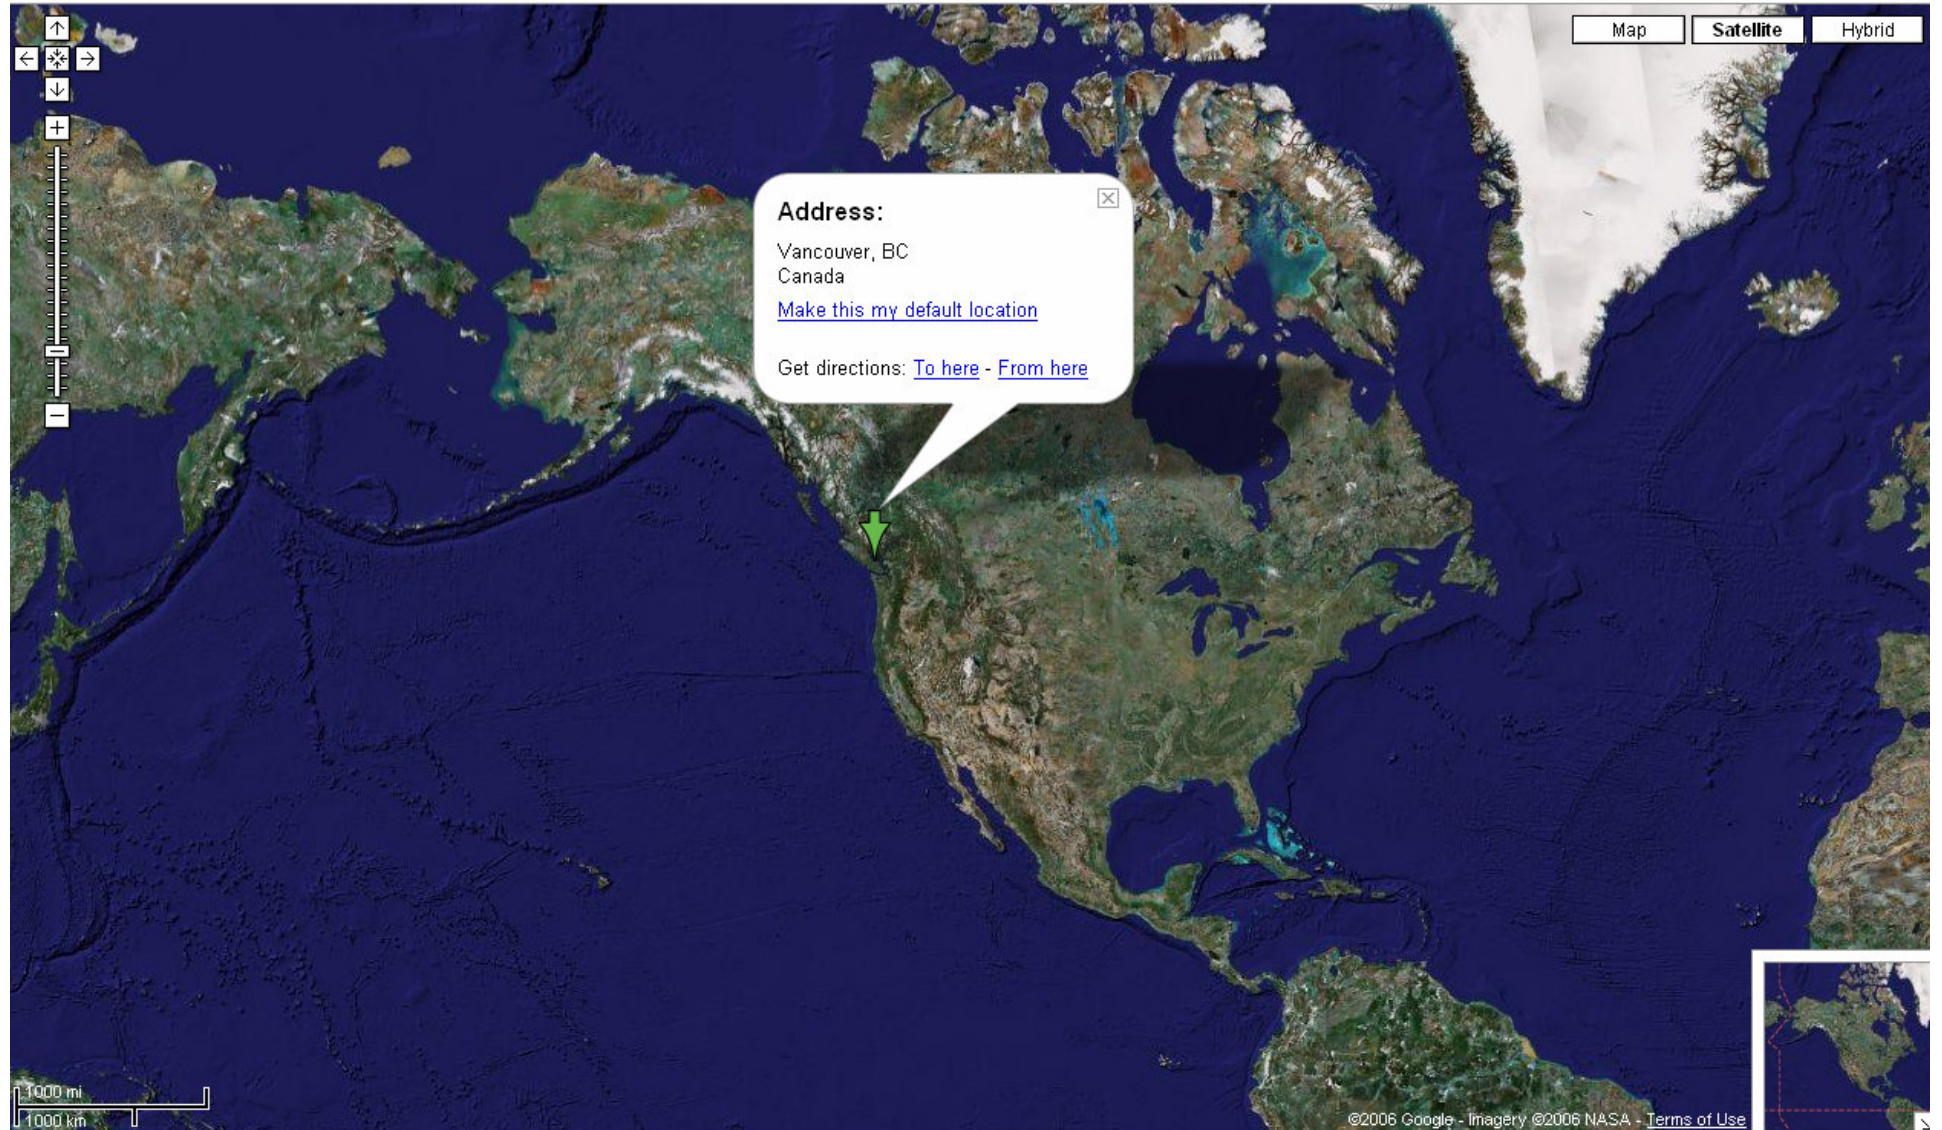 Map Satellite Hybrid
Address:
Vancouver, BC
Canada
Make this my default location
Get directions: To here - From here
1000 mi
1000 km
©2006 Google - Imagery ©2006 NASA - Terms of Use